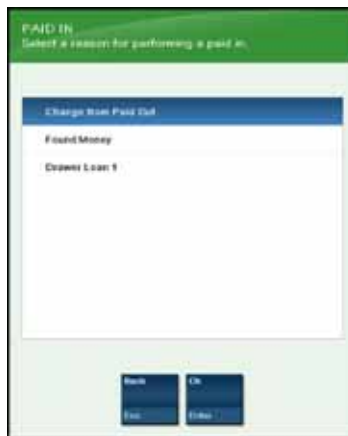 PAID IN
Select a reason for performing a paid in.
Change from Paid Out
Found Money
Drawer Loan 1
Back
Ok
Esc
Enter